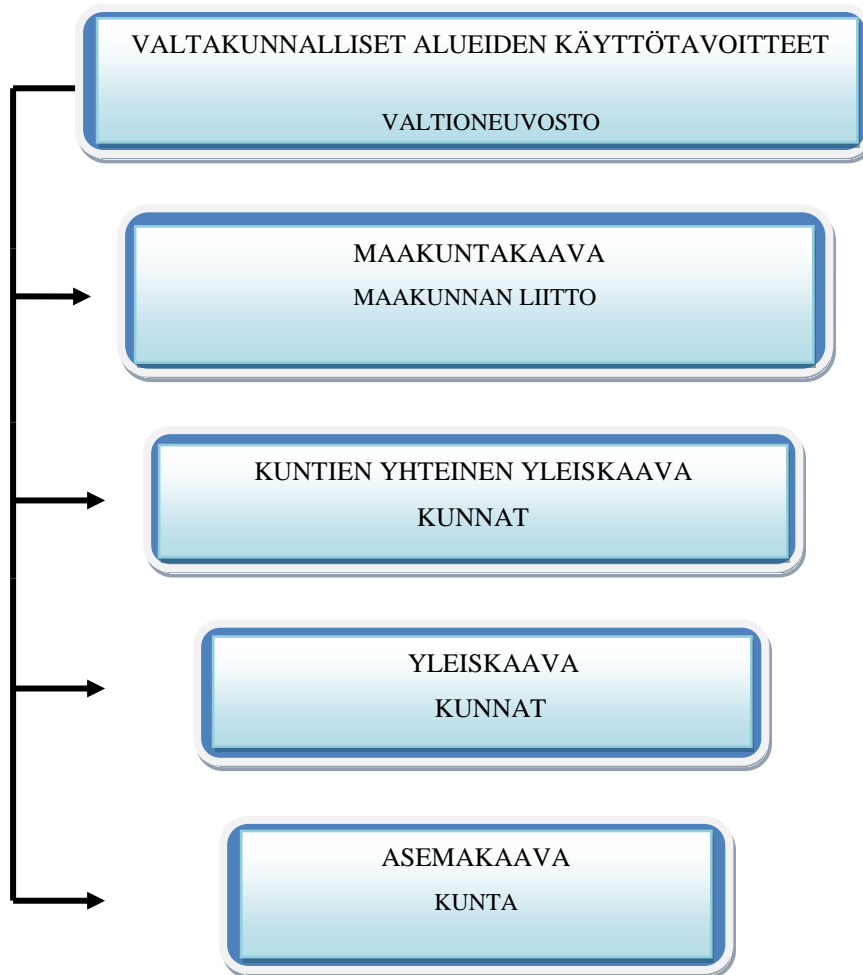 VALTAKUNNALLISET ALUEIDEN KÄYTTÖTAVOITTEET
VALTIONEUVOSTO
MAAKUNTAKAAVA
MAAKUNNAN LIITTO
KUNTIEN YHTEINEN YLEISKAAVA
KUNNAT
YLEISKAAVA
KUNNAT
ASEMAKAAVA
KUNTA